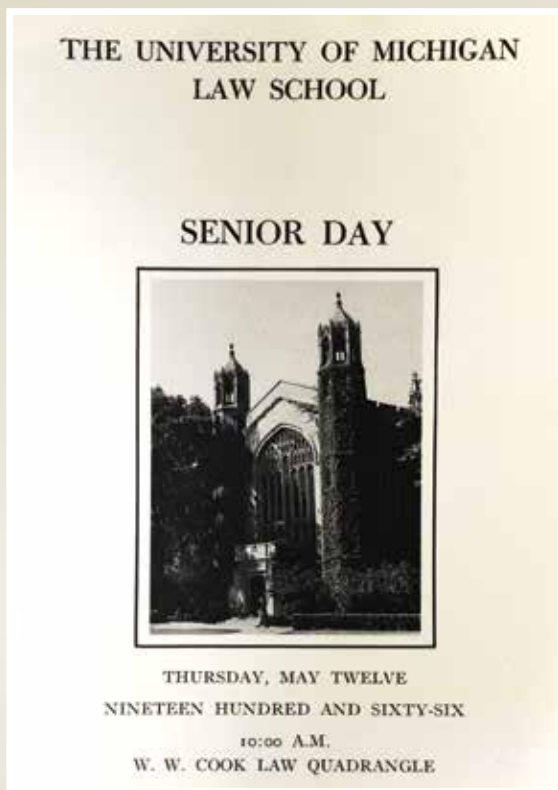 THE UNIVERSITY OF MICHIGAN
LAW SCHOOL
SENIOR DAY
THURSDAY, MAY TWELVE
NINETEEN HUNDRED AND SIXTY-SIX
10:00 A.M.
W. W. COOK LAW QUADRANGLE